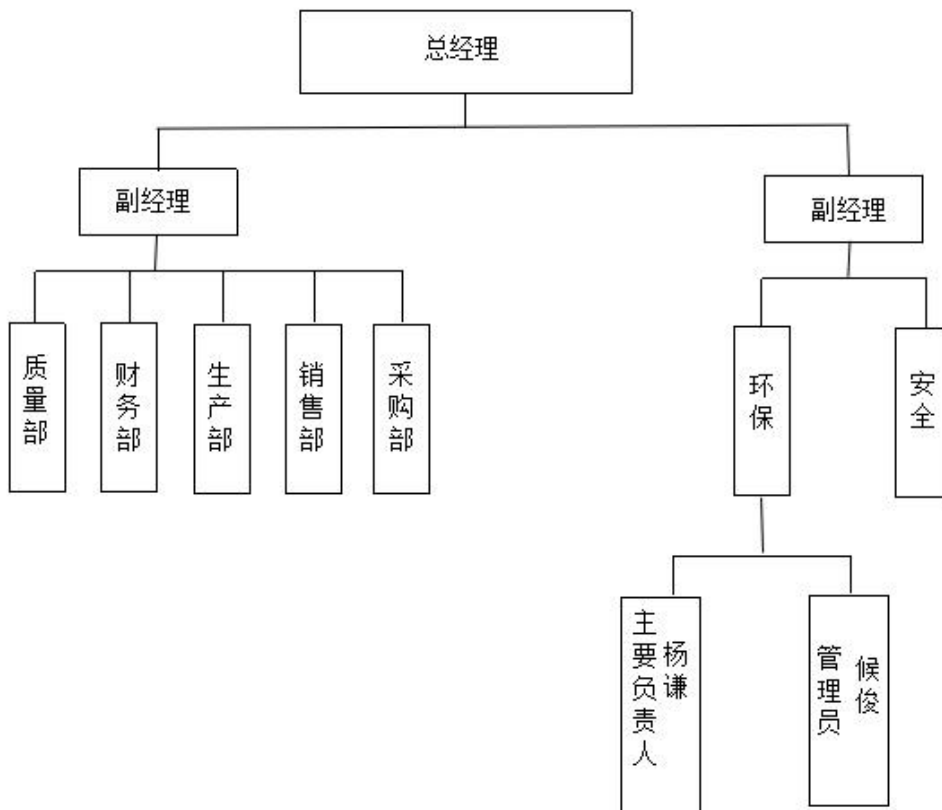 总经理
副经理
副经理
质量部
财务部
生产部
销售部
采购部
环保
安全
主要负责人
杨谦
管理员
候俊